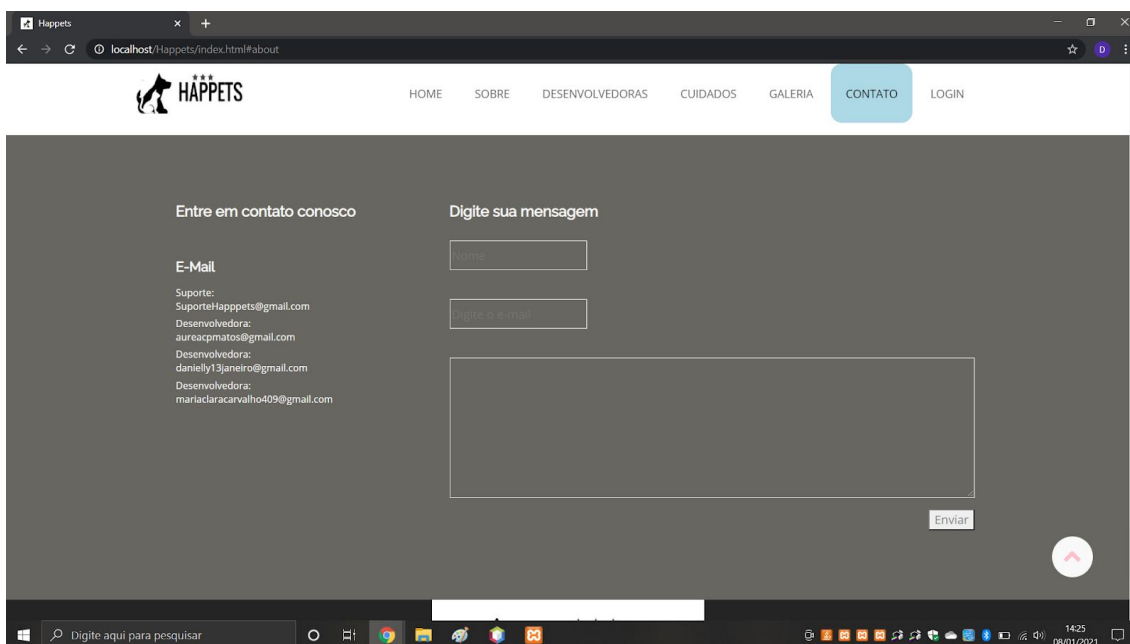 Happets
localhost/Happets/index.html#about
D
HAPPETS
HOME SOBRE DESENVOLVEDORAS CUIDADOS GALERIA CONTATO LOGIN
Entre em contato conosco
Digite sua mensagem
Nome
E-Mail
Suporte:
SuporteHapppets@gmail.com
Digite o e-mail
Desenvolvedora:
aureacpmatos@gmail.com
Desenvolvedora:
danielly13janeiro@gmail.com
Desenvolvedora:
mariaclaracarvalho409@gmail.com
Enviar
Digite aqui para pesquisar
14:25
08/01/2021